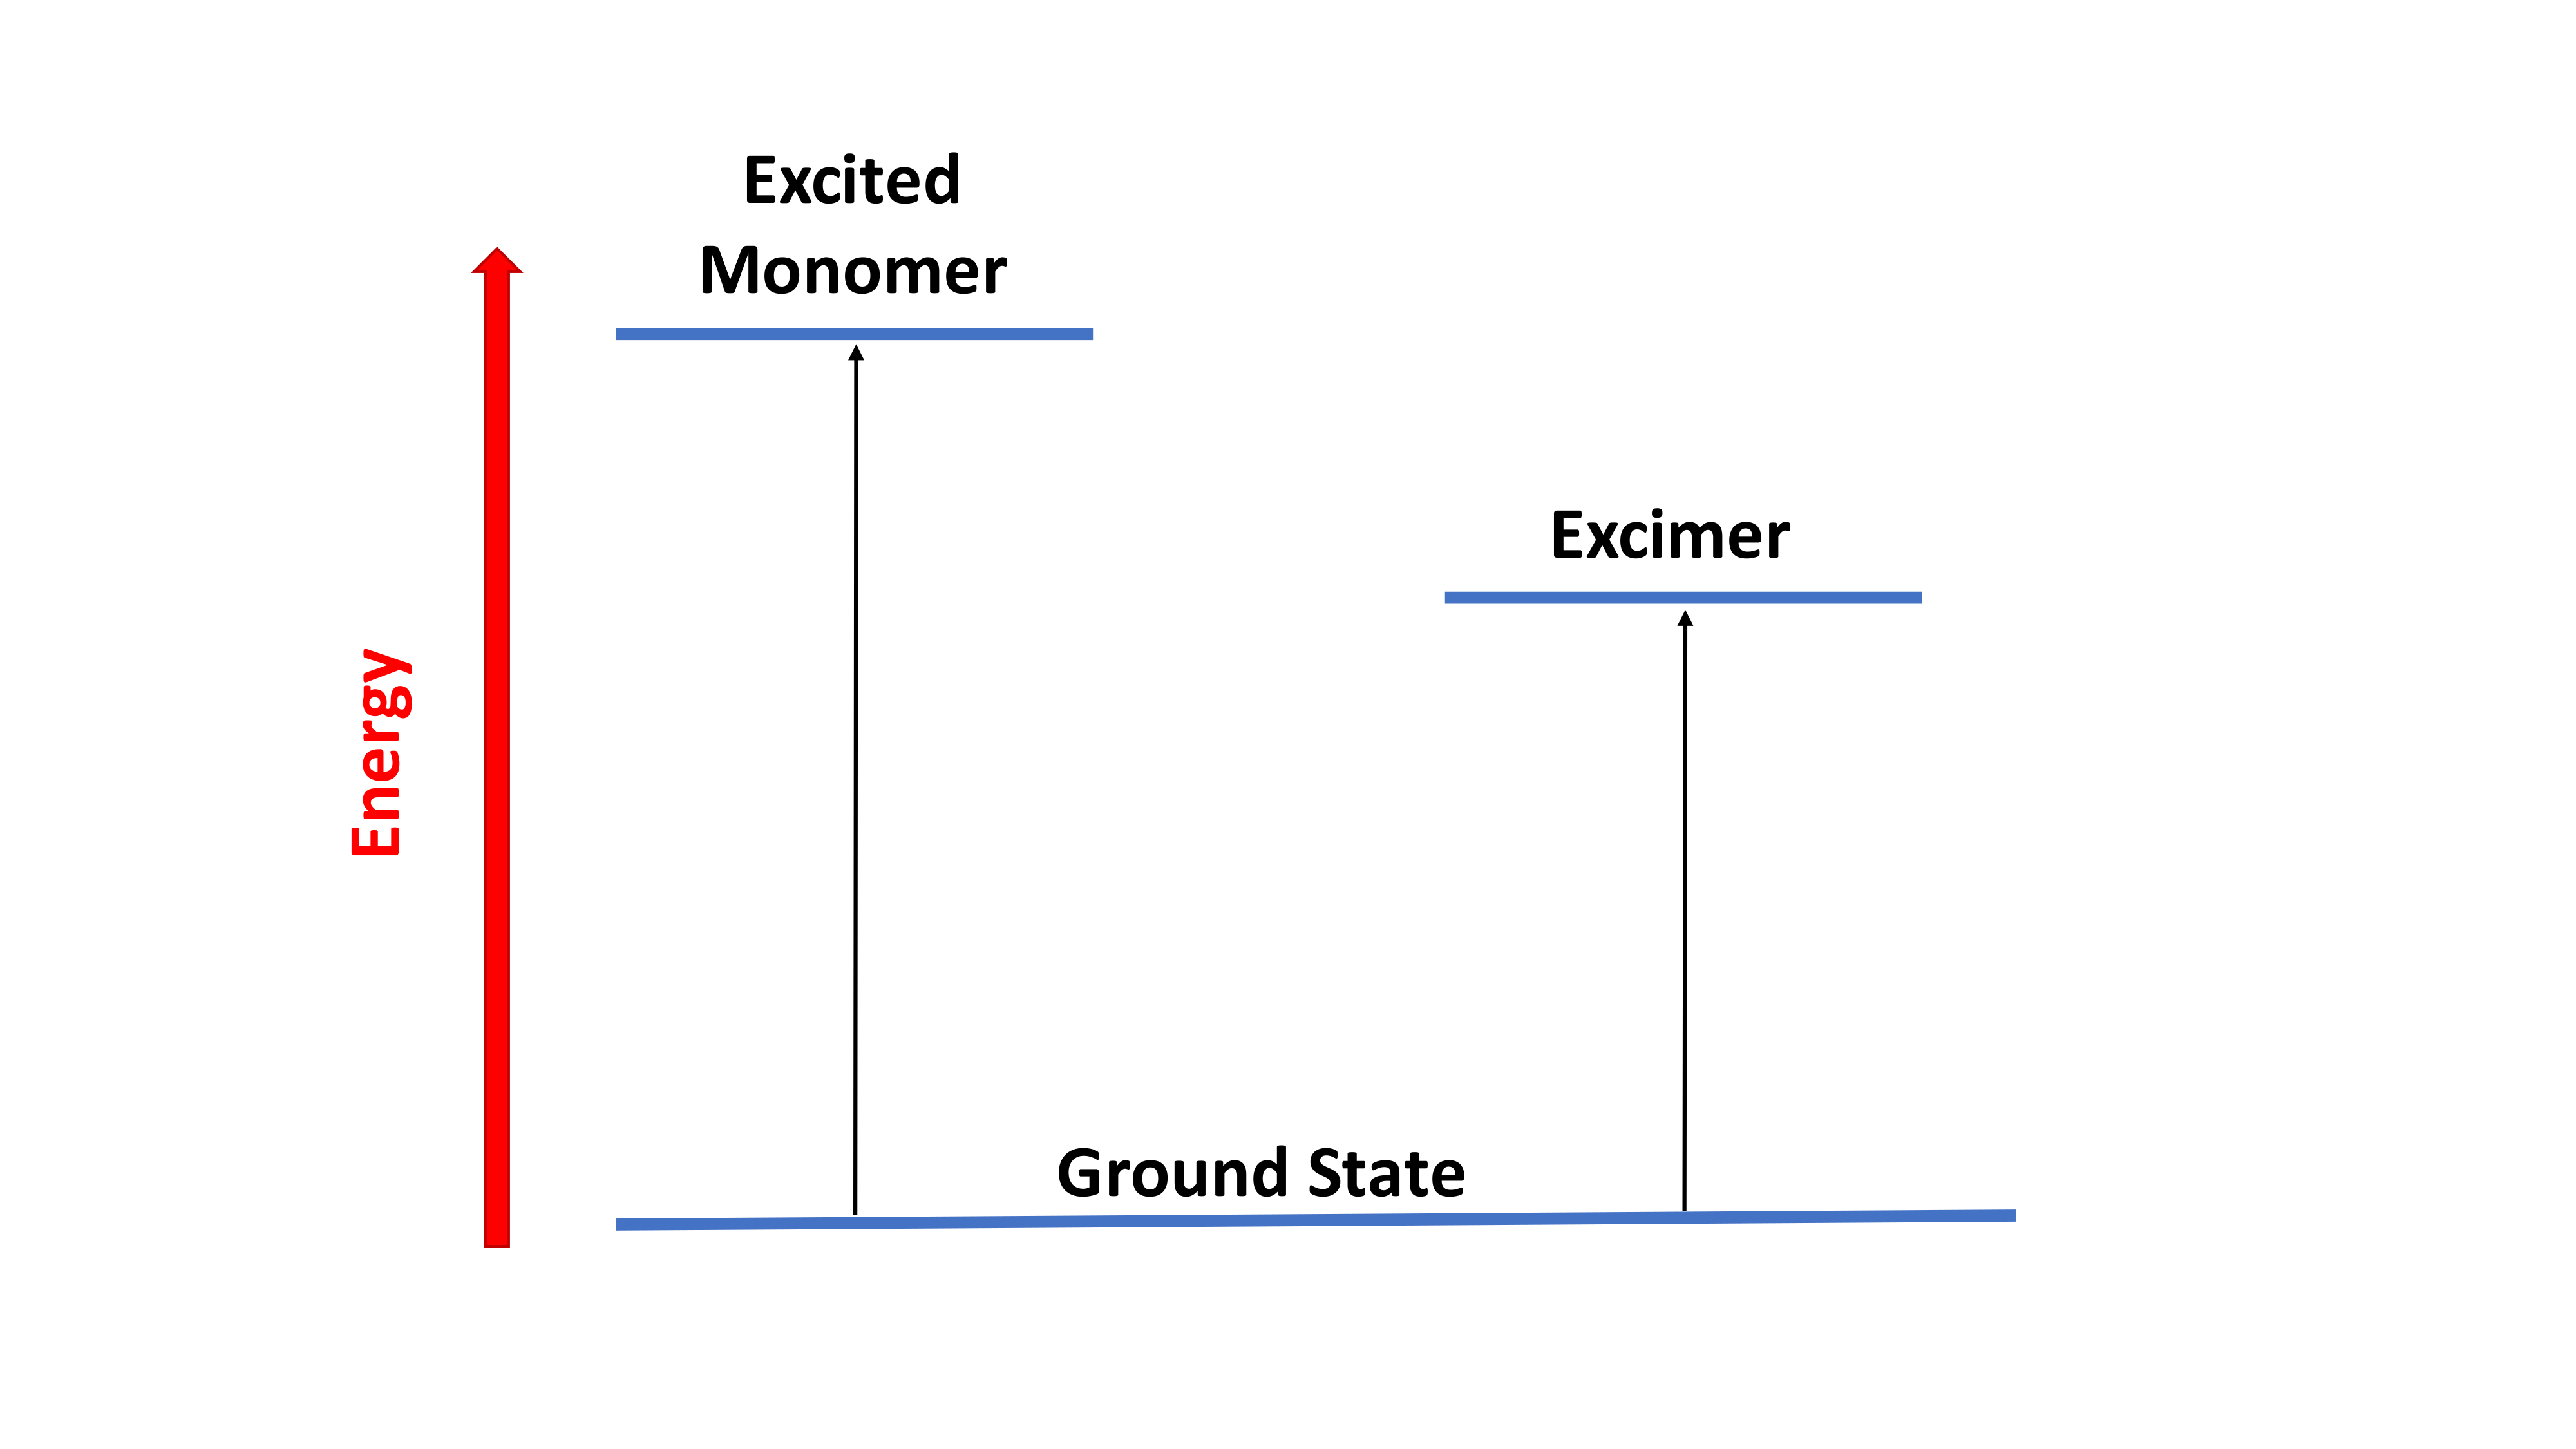 Excited
Monomer
Excimer
Energy
Ground State